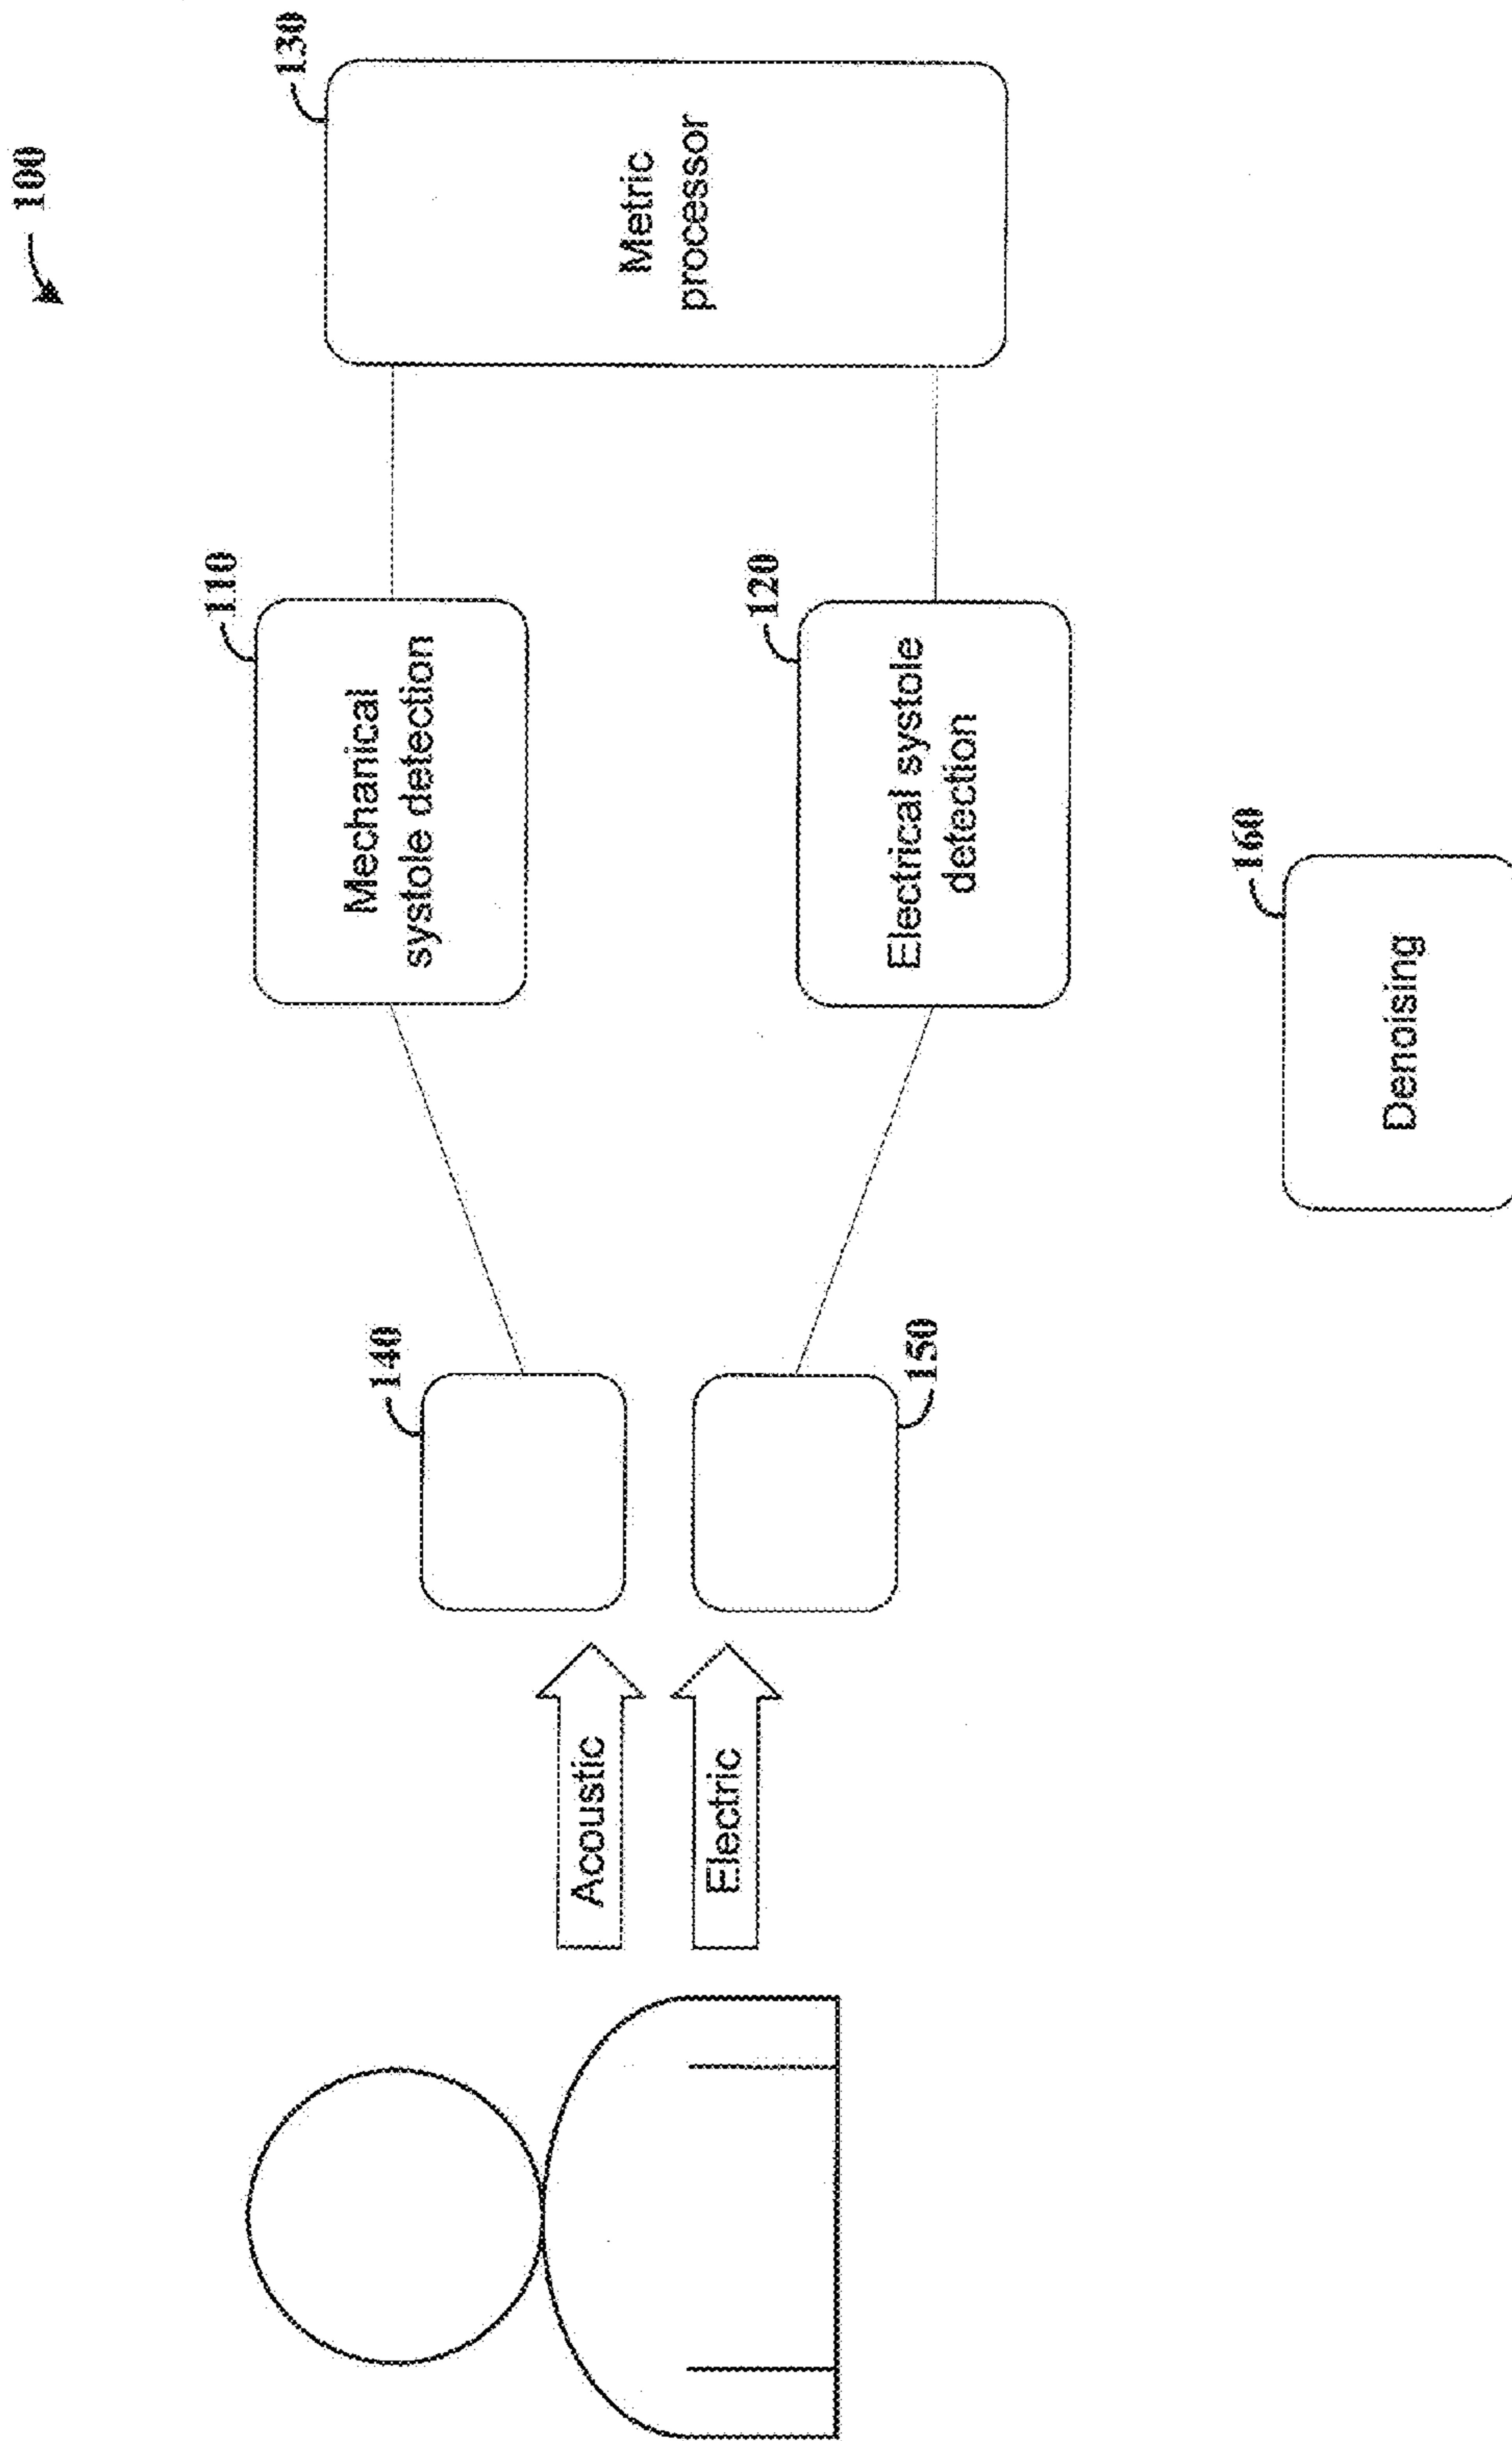 100
130
Metric
processor
110
Mechanical
systole detection
120
Electrical systole
detection
140
150
Acoustic
Electric
160
Denoising